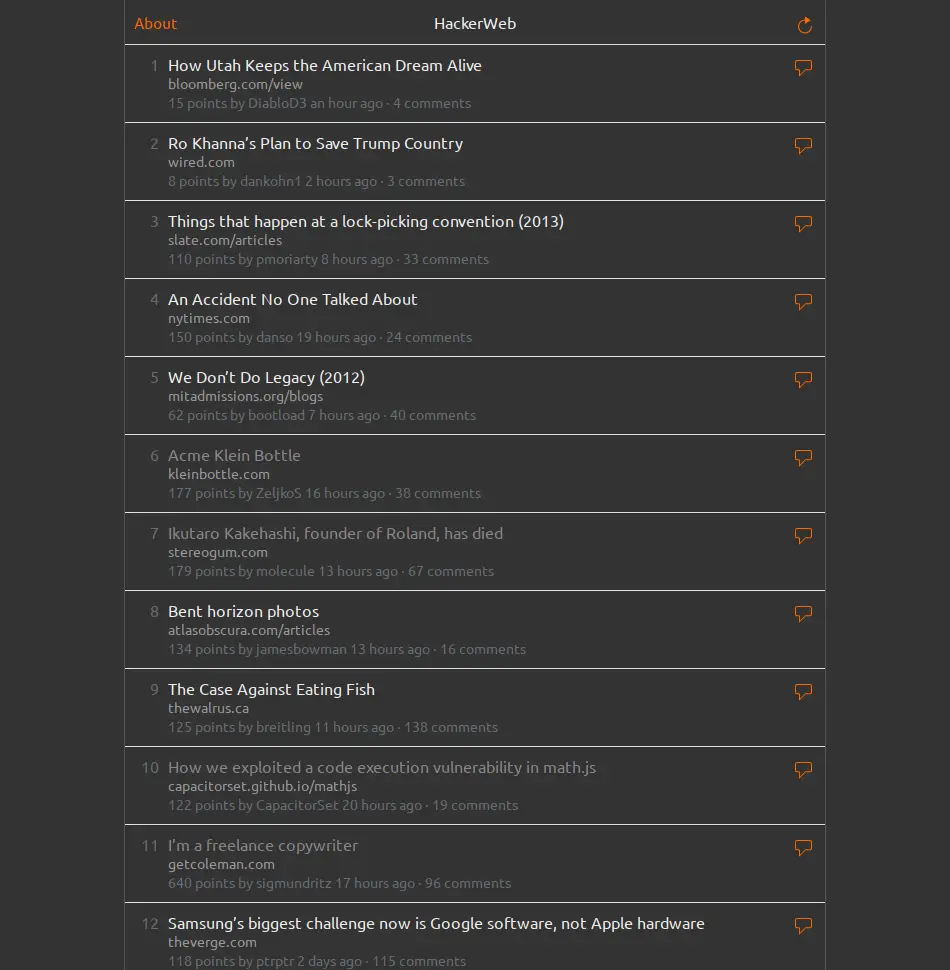 About
HackerWeb
1
How Utah Keeps the American Dream Alive
bloomberg.com/view
15 points by DiabloD3 an hour ago · 4 comments
2
Ro Khanna’s Plan to Save Trump Country
wired.com
8 points by dankohn1 2 hours ago · 3 comments
3
Things that happen at a lock-picking convention (2013)
slate.com/articles
110 points by pmoriarty 8 hours ago · 33 comments
4
An Accident No One Talked About
nytimes.com
150 points by danso 19 hours ago · 24 comments
5
We Don’t Do Legacy (2012)
mitadmissions.org/blogs
62 points by bootload 7 hours ago · 40 comments
6
Acme Klein Bottle
kleinbottle.com
177 points by ZeljkoS 16 hours ago · 38 comments
7
Ikutaro Kakehashi, founder of Roland, has died
stereogum.com
179 points by molecule 13 hours ago · 67 comments
8
Bent horizon photos
atlasobscura.com/articles
134 points by jamesbowman 13 hours ago · 16 comments
9
The Case Against Eating Fish
thewalrus.ca
125 points by breitling 11 hours ago · 138 comments
10
How we exploited a code execution vulnerability in math.js
capacitorset.github.io/mathjs
122 points by CapacitorSet 20 hours ago · 19 comments
11
I’m a freelance copywriter
getcoleman.com
640 points by sigmundritz 17 hours ago · 96 comments
12
Samsung’s biggest challenge now is Google software, not Apple hardware
theverge.com
118 points by ptrptr 2 days ago · 115 comments